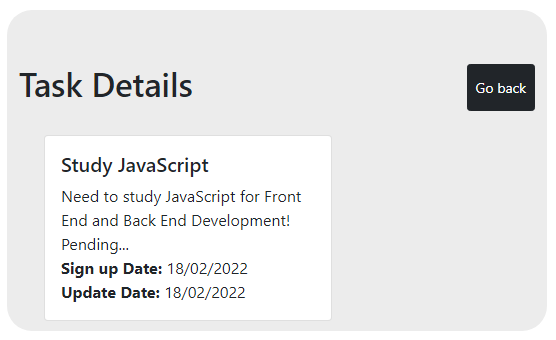 Task Details
Go back
Study JavaScript
Need to study JavaScript for Front
End and Back End Development!
Pending...
Sign up Date: 18/02/2022
Update Date: 18/02/2022